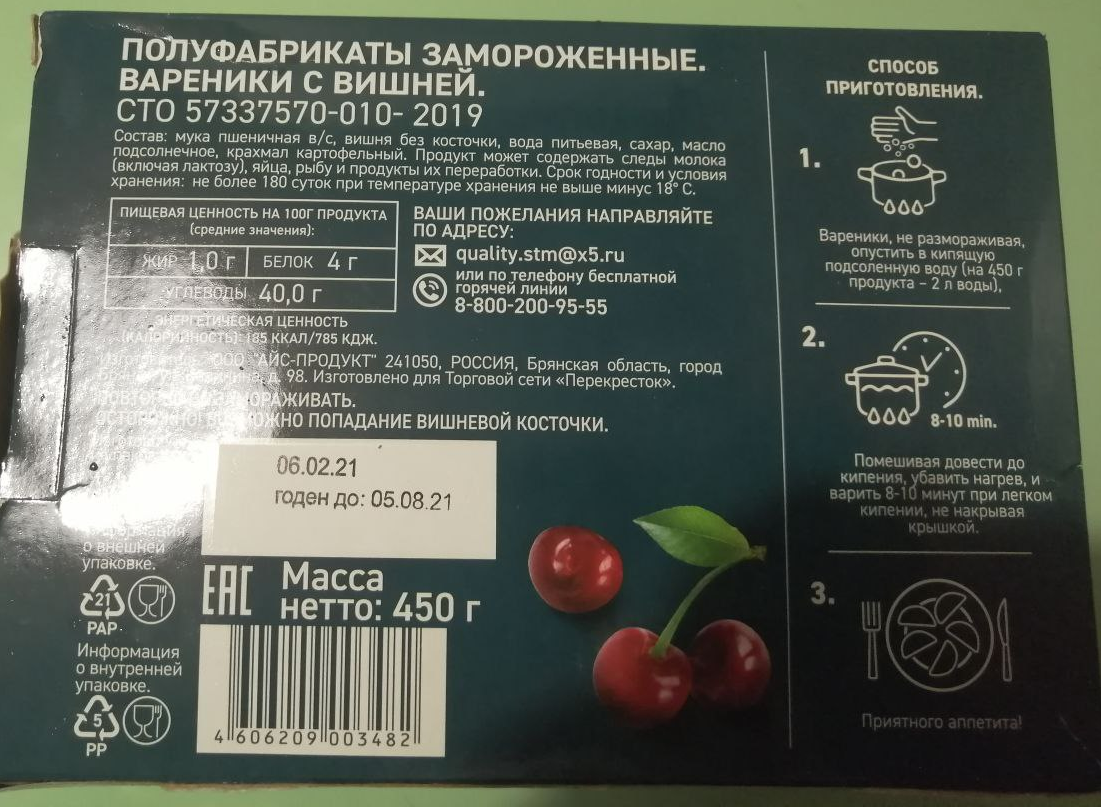 ПОЛУФАБРИКАТЫ ЗАМОРОЖЕННЫЕ.
ВАРЕНИКИ С ВИШНЕЙ.
СТО 57337570-010- 2019
Состав: мука пшеничная в/с, вишня без косточки, вода питьевая, сахар, масло
подсолнечное, крахмал картофельный. Продукт может содержать следы молока
(включая лактозу), яйца, рыбу и продукты их переработки. Срок годности и условия
хранения: не более 180 суток при температуре хранения не выше минус 18° С.
ПИЩЕВАЯ ЦЕННОСТЬ НА 100Г ПРОДУКТА
(средние значения):
ЖИР 1,0 г БЕЛОК 4 г
УГЛЕВОДЫ 40,0 г
ЭНЕРГЕТИЧЕСКАЯ ЦЕННОСТЬ
(КАЛОРИЙНОСТЬ): 185 ККАЛ/785 КДЖ.
ВАШИ ПОЖЕЛАНИЯ НАПРАВЛЯЙТЕ
ПО АДРЕСУ:
quality.stm@x5.ru
или по телефону бесплатной
горячей линии
8-800-200-95-55
ООО "АЙС-ПРОДУКТ" 241050, РОССИЯ, Брянская область, город
д. 98. Изготовлено для Торговой сети «Перекресток».
КОСТОЧКИ ПОПАДАНИЕ ВИШНЕВОЙ КОСТОЧКИ.
06.02.21
годен до: 05.08.21
о внешней
упаковке.
21
PAP
Информация
о внутренней
упаковке.
5
PP
ЕАС
Масса
нетто: 450 г
4 606209 003482
СПОСОБ
ПРИГОТОВЛЕНИЯ.
1.
Вареники, не размораживая,
опустить в кипящую
подсоленную воду (на 450 г
продукта – 2 л воды),
2.
8-10 min.
Помешивая довести до
кипения, убавить нагрев, и
варить 8-10 минут при легком
кипении, не накрывая
крышкой.
3.
Приятного аппетита!